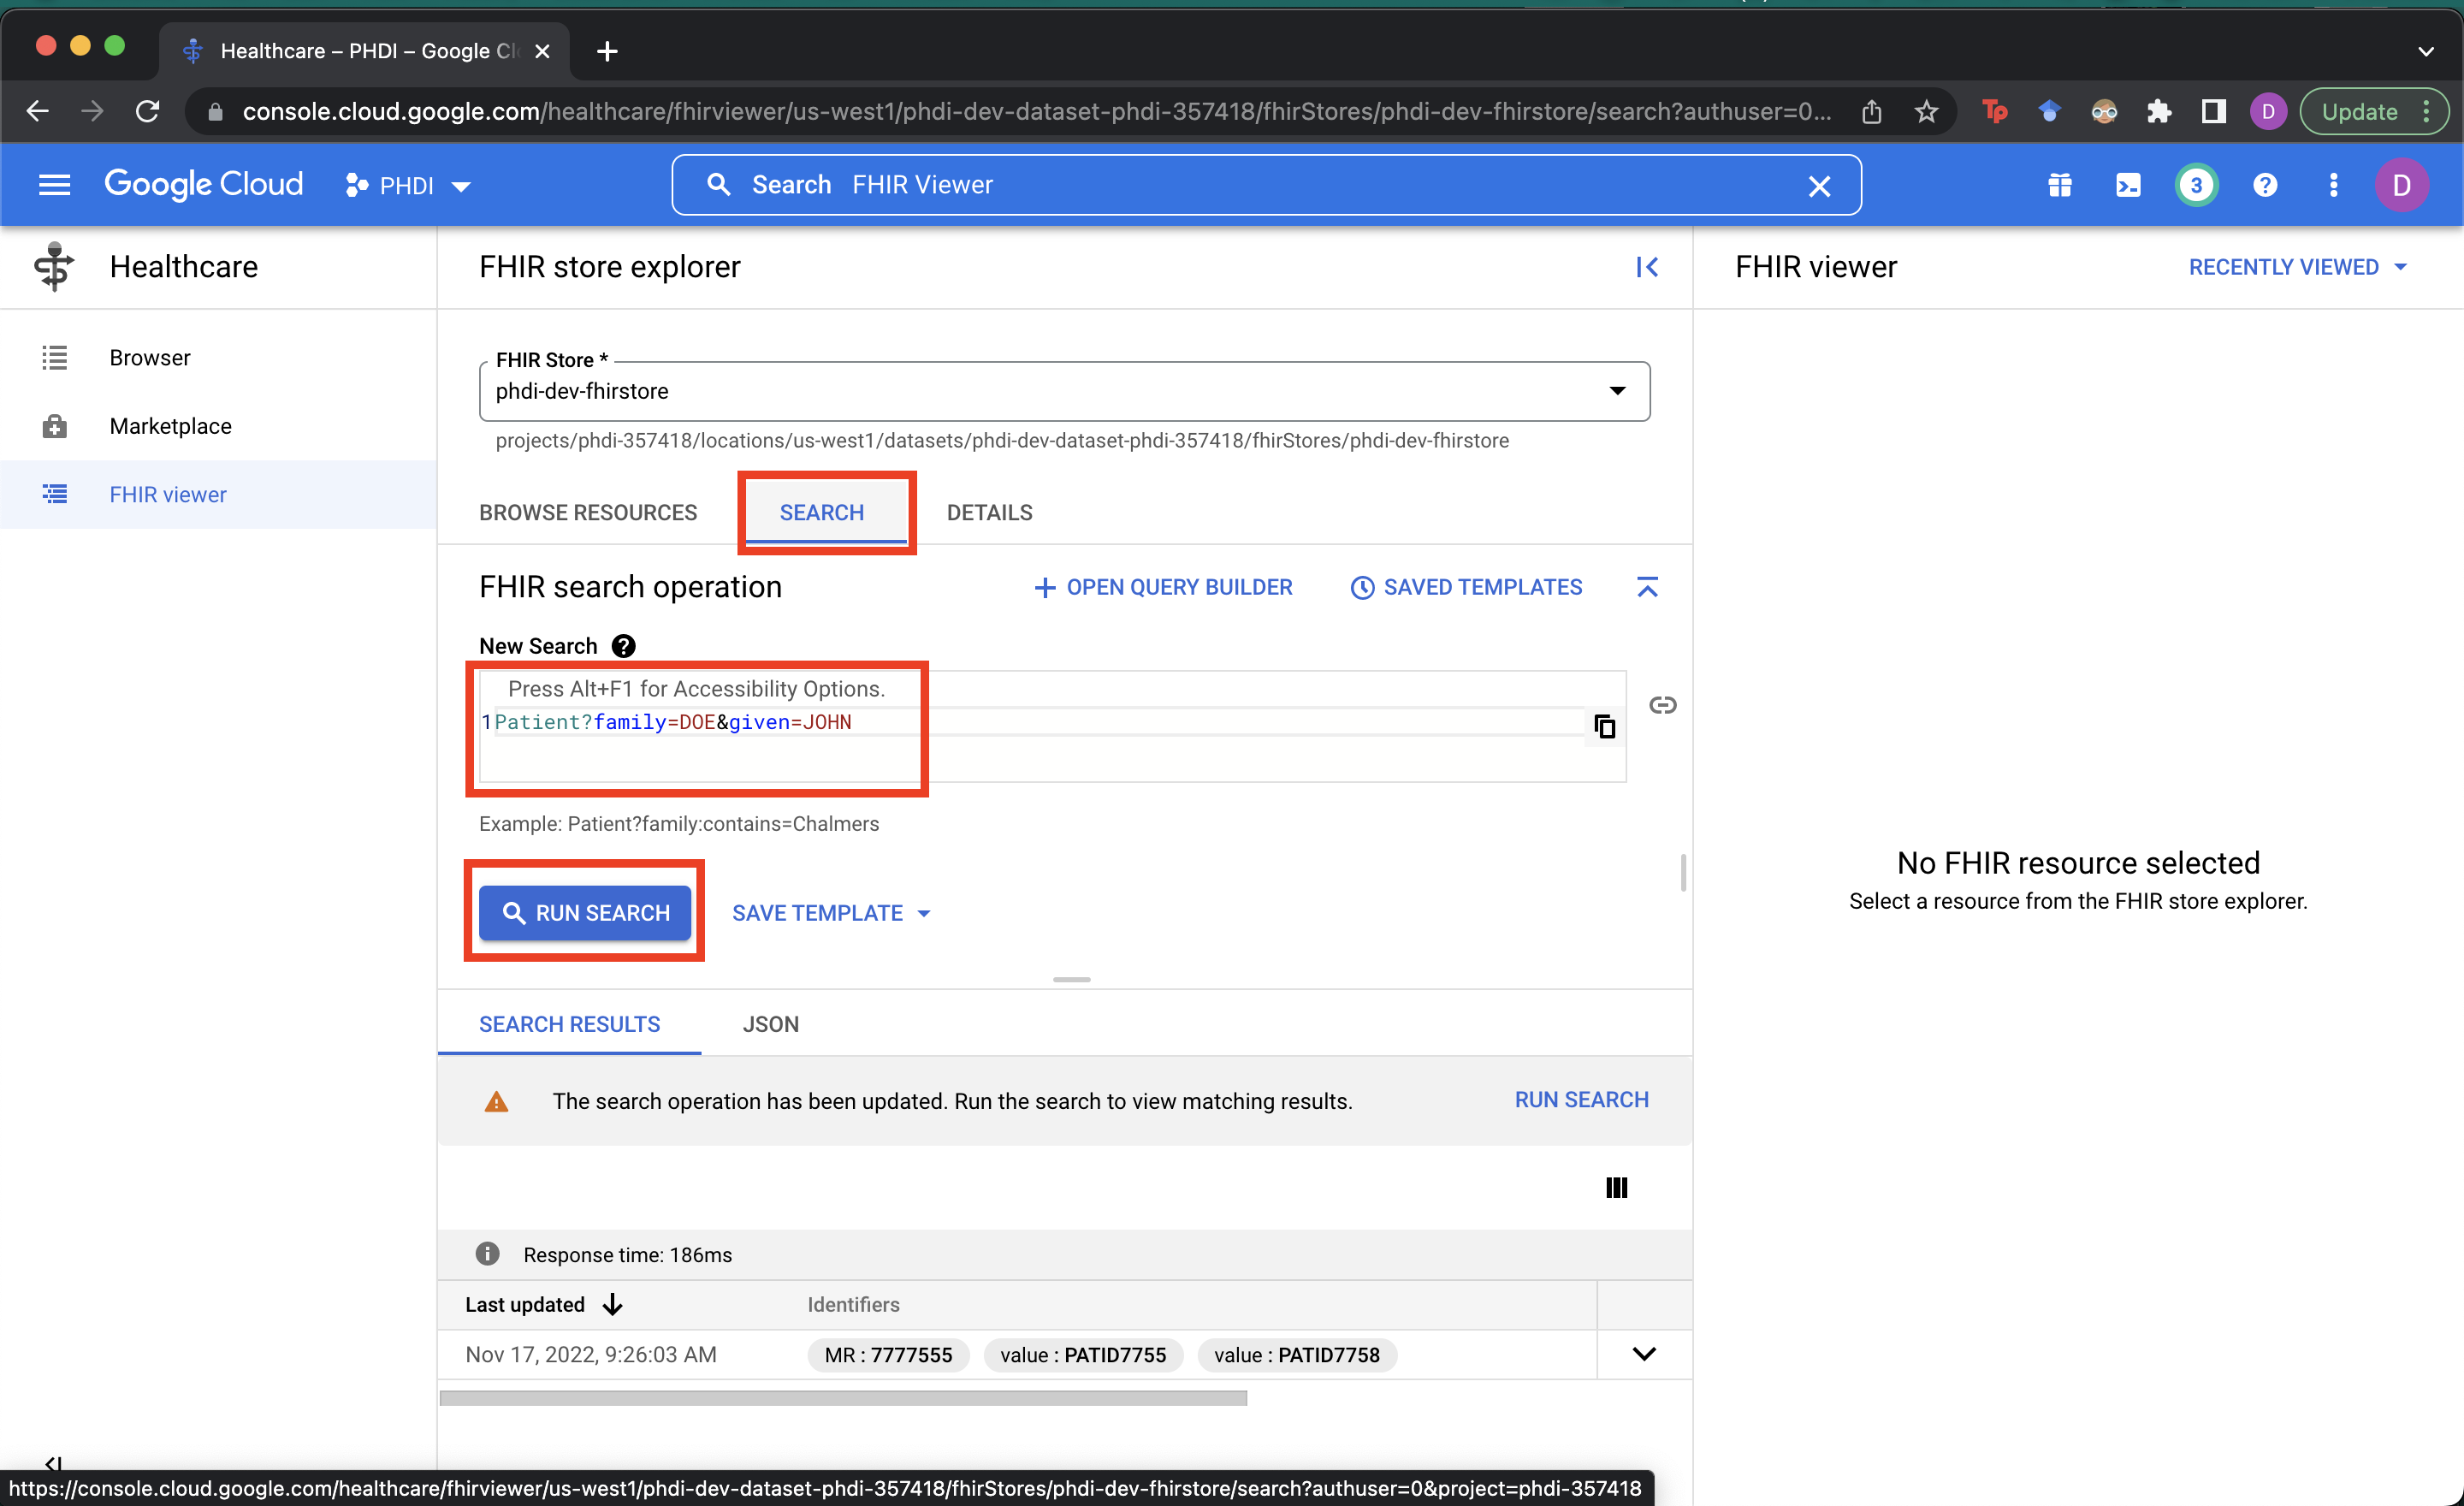 Healthcare – PHDI – Google Cl
console.cloud.google.com/healthcare/fhirviewer/us-west1/phdi-dev-dataset-phdi-357418/fhirStores/phdi-dev-fhirstore/search?authuser=0...
Tp
D
Update
Google Cloud
PHDI
Search FHIR Viewer
3
D
Healthcare
FHIR store explorer
FHIR viewer
RECENTLY VIEWED
Browser
Marketplace
FHIR viewer
FHIR Store *
phdi-dev-fhirstore
projects/phdi-357418/locations/us-west1/datasets/phdi-dev-dataset-phdi-357418/fhirStores/phdi-dev-fhirstore
BROWSE RESOURCES
SEARCH
DETAILS
FHIR search operation
OPEN QUERY BUILDER
SAVED TEMPLATES
New Search
Press Alt+F1 for Accessibility Options.
1Patient?family=DOE&given=JOHN
Example: Patient?family:contains=Chalmers
RUN SEARCH
SAVE TEMPLATE
No FHIR resource selected
Select a resource from the FHIR store explorer.
SEARCH RESULTS
JSON
The search operation has been updated. Run the search to view matching results.
RUN SEARCH
Response time: 186ms
Last updated
Identifiers
Nov 17, 2022, 9:26:03 AM
MR : 7777555
value : PATID7755
value : PATID7758
https://console.cloud.google.com/healthcare/fhirviewer/us-west1/phdi-dev-dataset-phdi-357418/fhirStores/phdi-dev-fhirstore/search?authuser=0&project=phdi-357418